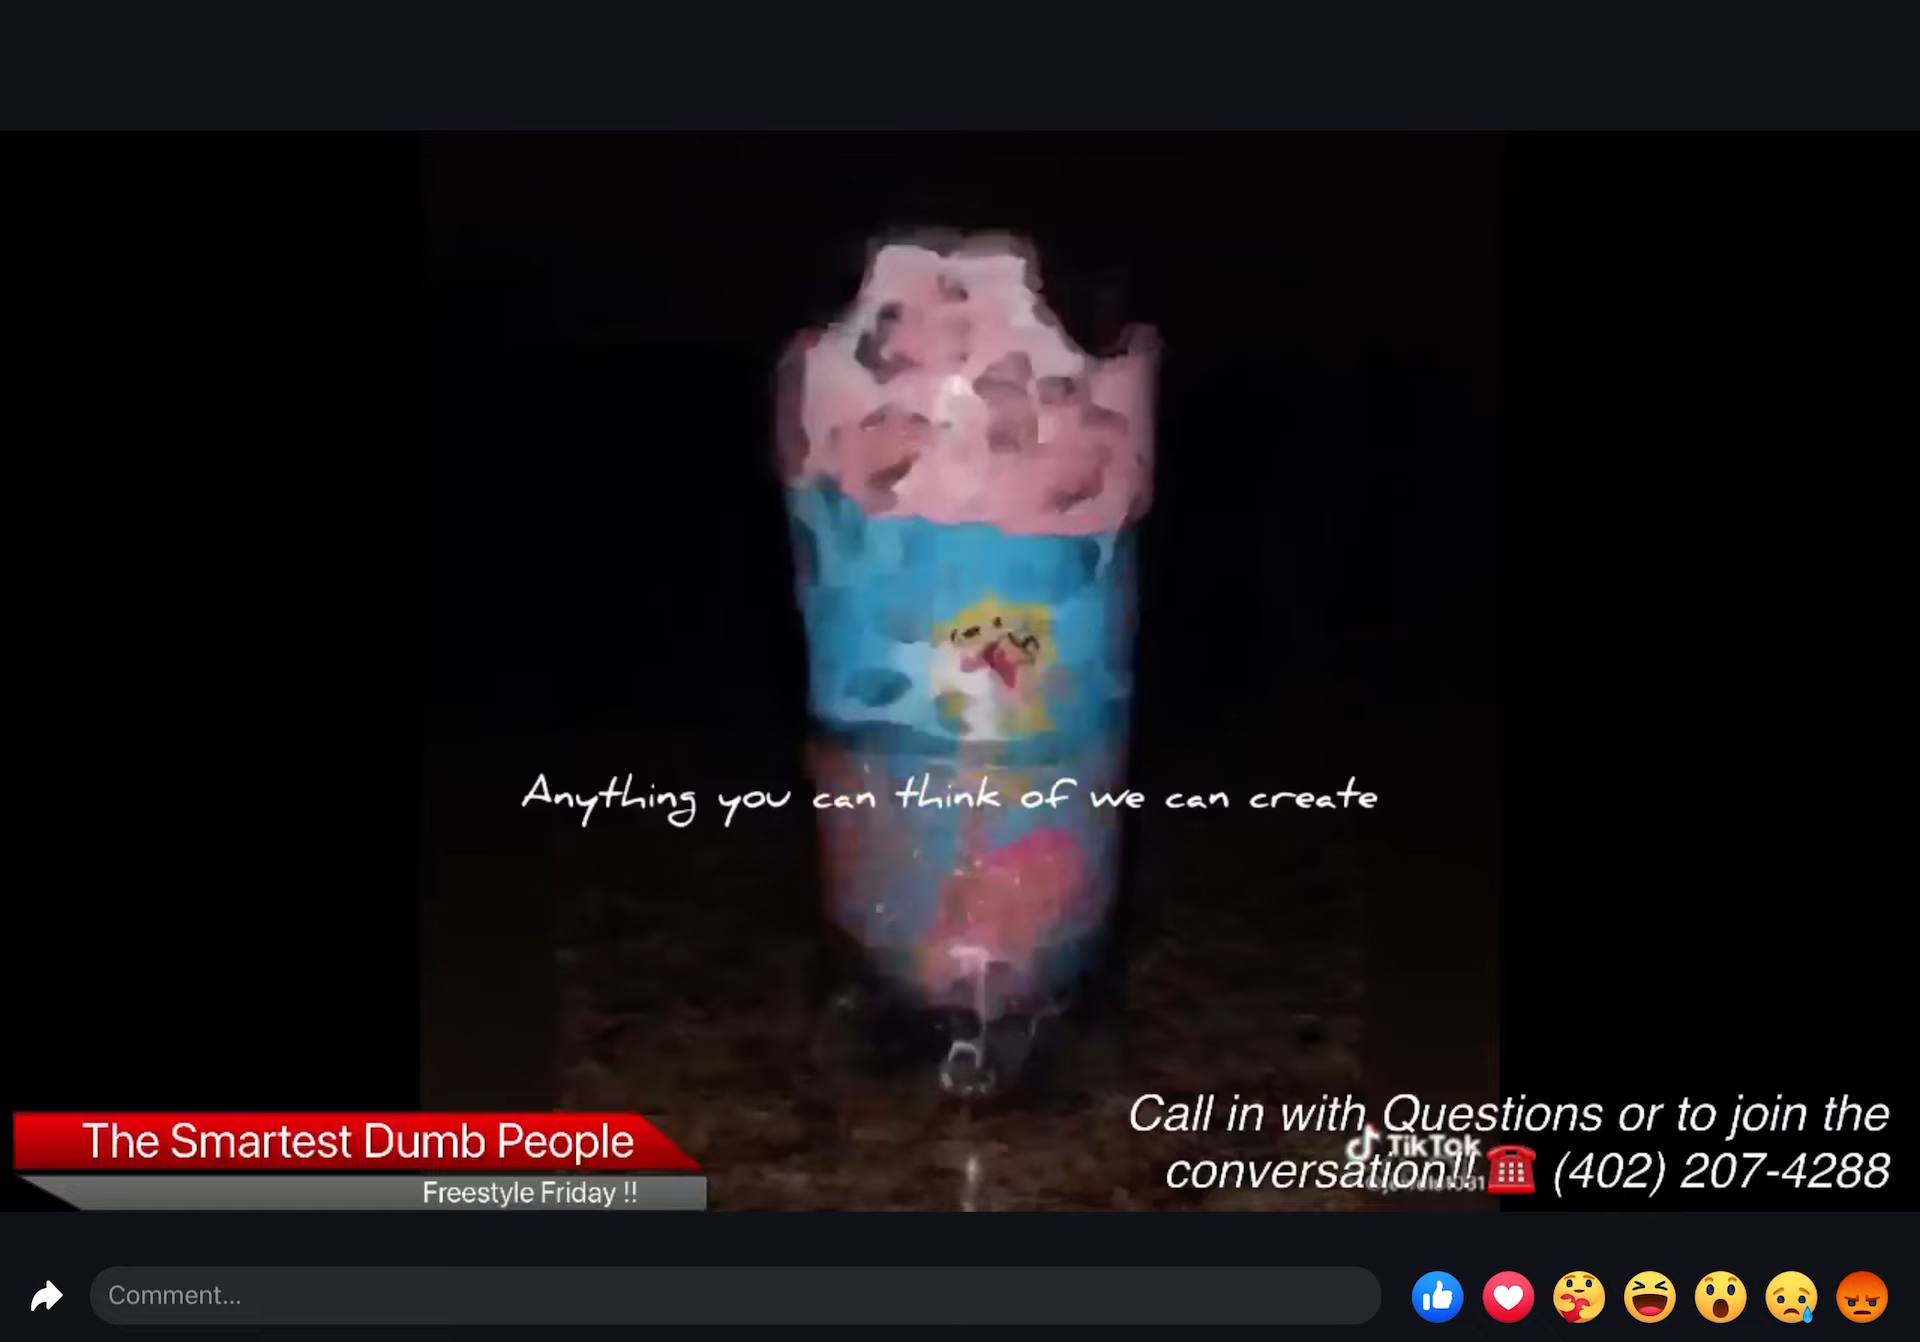 Anything you can think of we can create
The Smartest Dumb People
Freestyle Friday !!
Call in with Questions or to join the
conversation!! (402) 207-4288
TikTok
Comment...